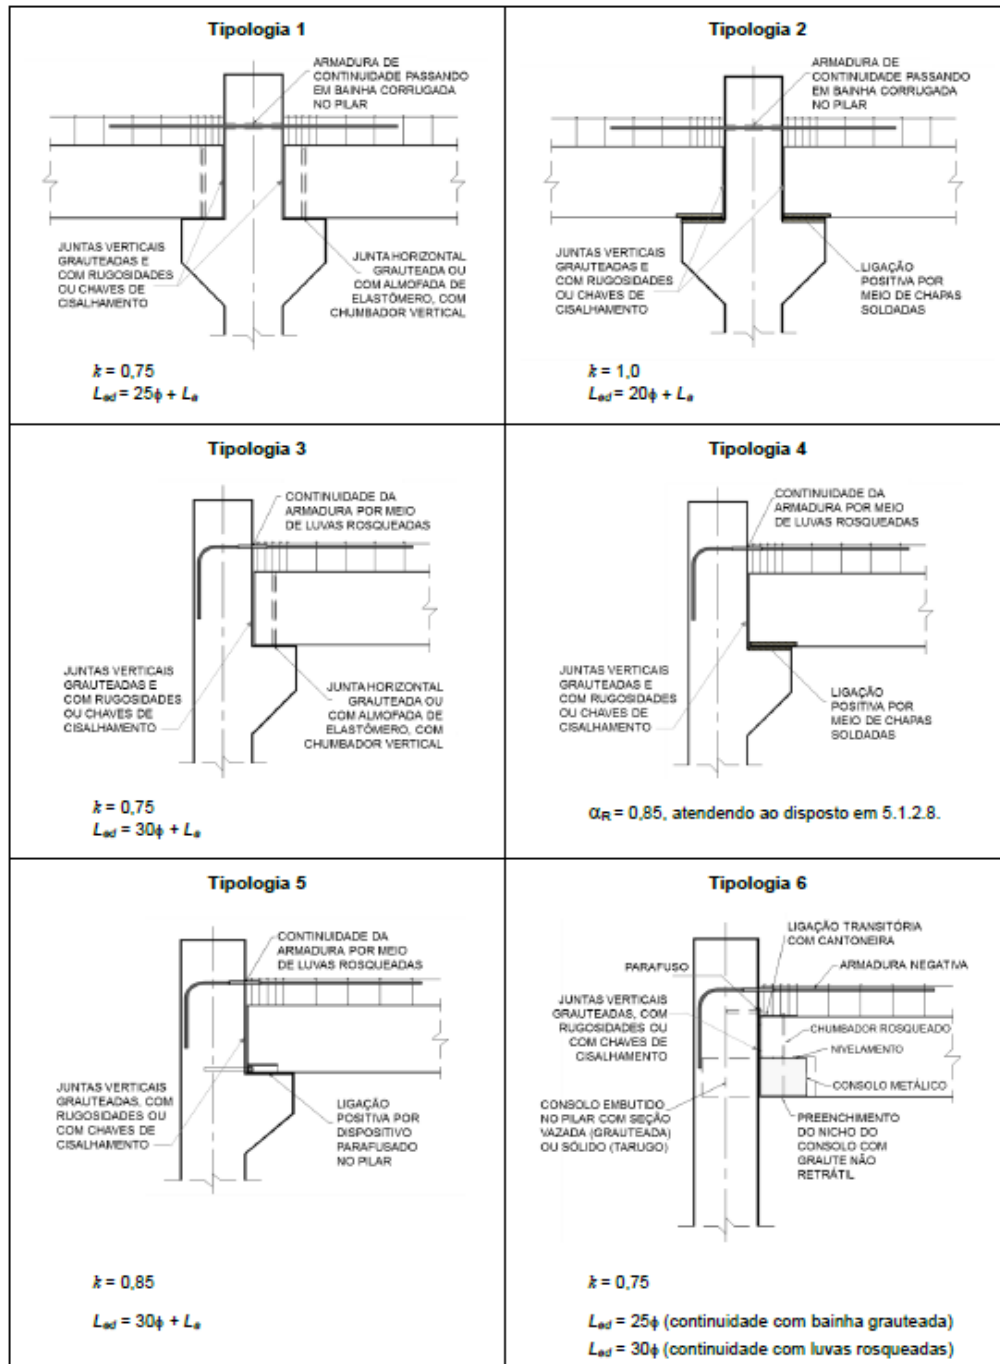 Tipologia 1
ARMADURA DE
CONTINUIDADE PASSANDO
EM BAINHA CORRUGADA
NO PILAR
JUNTAS VERTICAIS
GRAUTEADAS E
COM RUGOSIDADES
OU CHAVES DE
CISALHAMENTO
JUNTA HORIZONTAL
GRAUTEADA OU
COM ALMOFADA DE
ELASTÔMERO, COM
CHUMBADOR VERTICAL
k = 0,75
Led = 25ϕ + La
Tipologia 2
ARMADURA DE
CONTINUIDADE PASSANDO
EM BAINHA CORRUGADA
NO PILAR
JUNTAS VERTICAIS
GRAUTEADAS E
COM RUGOSIDADES
OU CHAVES DE
CISALHAMENTO
LIGAÇÃO
POSITIVA POR
MEIO DE CHAPAS
SOLDADAS
k = 1,0
Led = 20ϕ + La
Tipologia 3
CONTINUIDADE DA
ARMADURA POR MEIO
DE LUVAS ROSQUEADAS
JUNTAS VERTICAIS
GRAUTEADAS E
COM RUGOSIDADES
OU CHAVES DE
CISALHAMENTO
JUNTA HORIZONTAL
GRAUTEADA OU
COM ALMOFADA DE
ELASTÔMERO, COM
CHUMBADOR VERTICAL
k = 0,75
Led = 30ϕ + La
Tipologia 4
CONTINUIDADE DA
ARMADURA POR MEIO
DE LUVAS ROSQUEADAS
JUNTAS VERTICAIS
GRAUTEADAS E
COM RUGOSIDADES
OU CHAVES DE
CISALHAMENTO
LIGAÇÃO
POSITIVA POR
MEIO DE CHAPAS
SOLDADAS
αR = 0,85, atendendo ao disposto em 5.1.2.8.
Tipologia 5
CONTINUIDADE DA
ARMADURA POR MEIO
DE LUVAS ROSQUEADAS
JUNTAS VERTICAIS
GRAUTEADAS, COM
RUGOSIDADES OU
COM CHAVES DE
CISALHAMENTO
LIGAÇÃO
POSITIVA POR
DISPOSITIVO
PARAFUSADO
NO PILAR
k = 0,85
Led = 30ϕ + La
Tipologia 6
LIGAÇÃO TRANSITÓRIA
COM CANTONEIRA
PARAFUSO
ARMADURA NEGATIVA
JUNTAS VERTICAIS
GRAUTEADAS, COM
RUGOSIDADES OU
COM CHAVES DE
CISALHAMENTO
CHUMBADOR ROSQUEADO
NIVELAMENTO
CONSOLO METÁLICO
CONSOLO EMBUTIDO
NO PILAR COM SEÇÃO
VAZADA (GRAUTEADA)
OU SÓLIDO (TARUGO)
PREENCHIMENTO
DO NICHO DO
CONSOLO COM
GRAUTE NÃO
RETRÁTIL
k = 0,75
Led = 25ϕ (continuidade com bainha grauteada)
Led = 30ϕ (continuidade com luvas rosqueadas)